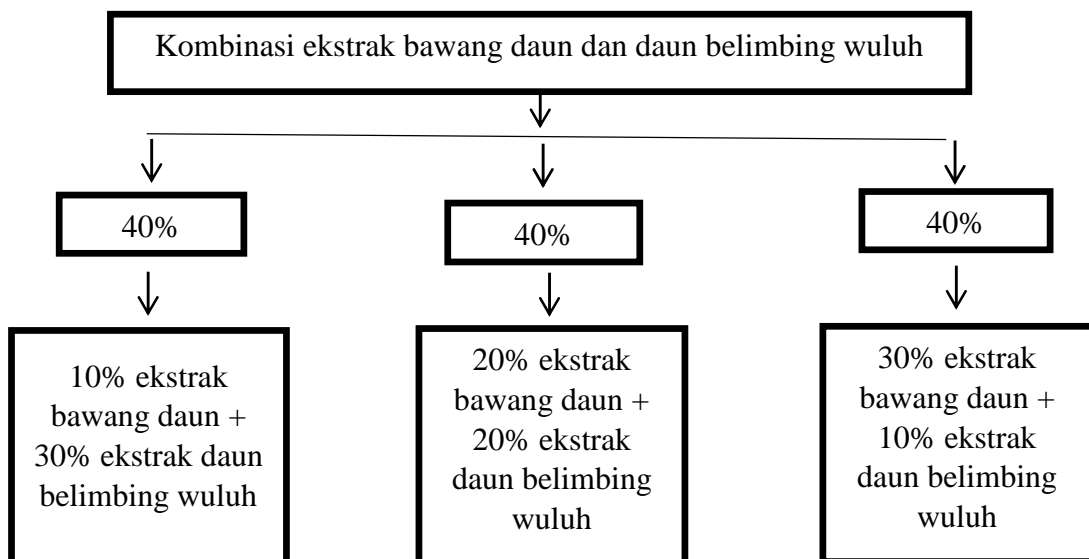 Kombinasi ekstrak bawang daun dan daun belimbing wuluh
40%
40%
40%
10% ekstrak
bawang daun +
30% ekstrak daun
belimbing wuluh
20% ekstrak
bawang daun +
20% ekstrak
daun belimbing
wuluh
30% ekstrak
bawang daun +
10% ekstrak
daun belimbing
wuluh